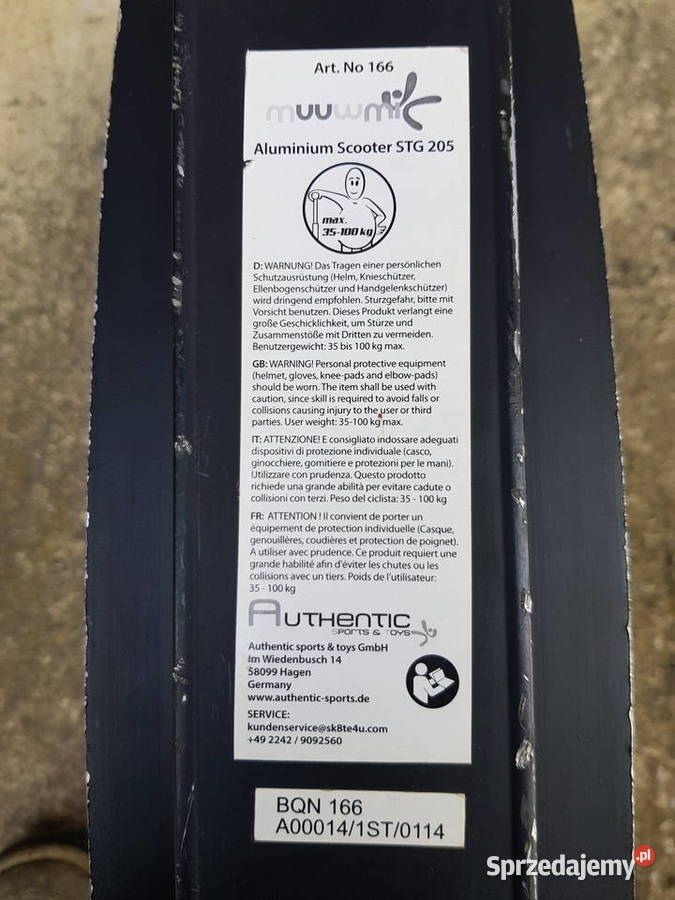 Art. No 166
muuwmi
Aluminium Scooter STG 205
max.
35-100 kg
D: WARNUNG! Das Tragen einer persönlichen
Schutzausrüstung (Helm, Knieschützer,
Ellenbogenschützer und Handgelenkschützer)
wird dringend empfohlen. Sturzgefahr, bitte mit
Vorsicht benutzen. Dieses Produkt verlangt eine
große Geschicklichkeit, um Stürze und
Zusammenstöße mit Dritten zu vermeiden.
Benutzergewicht: 35 bis 100 kg max.
GB: WARNING! Personal protective equipment
(helmet, gloves, knee-pads and elbow-pads)
should be worn. The item shall be used with
caution, since skill is required to avoid falls or
collisions causing injury to the user or third
parties. User weight: 35-100 kg max.
IT: ATTENZIONE! E consigliato indossare adeguati
dispositivi di protezione individuale (casco,
ginocchiere, gomitiere e protezioni per le mani).
Utilizzare con prudenza. Questo prodotto
richiede una grande abilità per evitare cadute o
collisioni con terzi. Peso del ciclista: 35 - 100 kg
FR: ATTENTION ! Il convient de porter un
équipement de protection individuelle (Casque,
genouillères, coudières et protection de poignet).
A utiliser avec prudence. Ce produit requiert une
grande habilité afin d'éviter les chutes ou les
collisions avec un tiers. Poids de l'utilisateur:
35 - 100 kg
AUTHENTIC
SPORTS & TOYS
Authentic sports & toys GmbH
Im Wiedenbusch 14
58099 Hagen
Germany
www.authentic-sports.de
SERVICE:
kundenservice@sk8te4u.com
+49 2242 / 9092560
BQN 166
A00014/1ST/0114
Sprzedajemy.pl